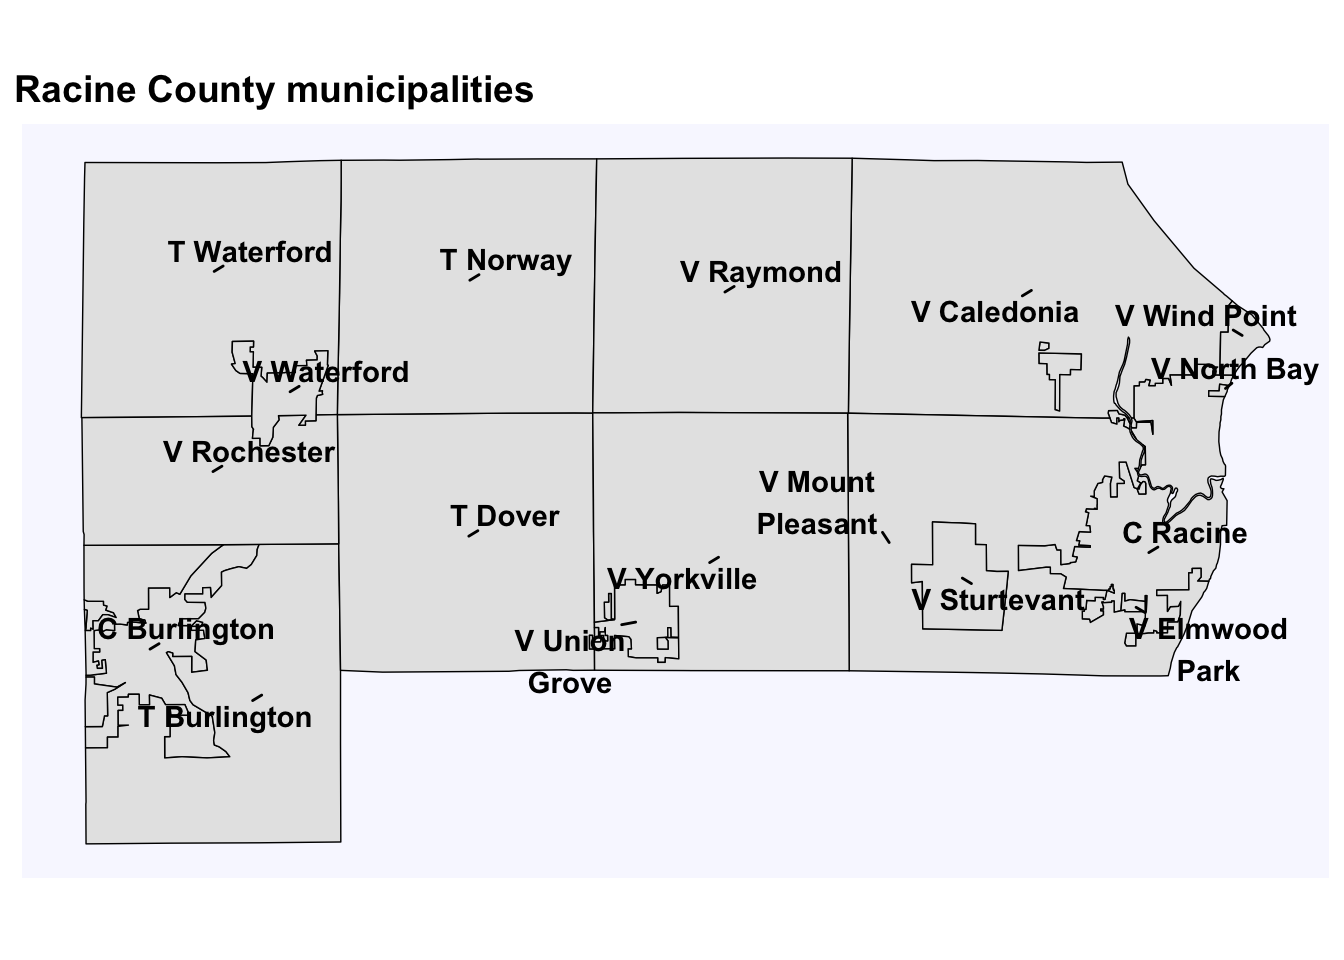 Racine County municipalities
T Waterford
T Norway
V Raymond
V Caledonia
V Wind Point
V North Bay
V Waterford
V Rochester
V Mount
Pleasant
T Dover
C Racine
V Yorkville
V Sturtevant
C Burlington
V Union
Grove
V Elmwood
Park
T Burlington